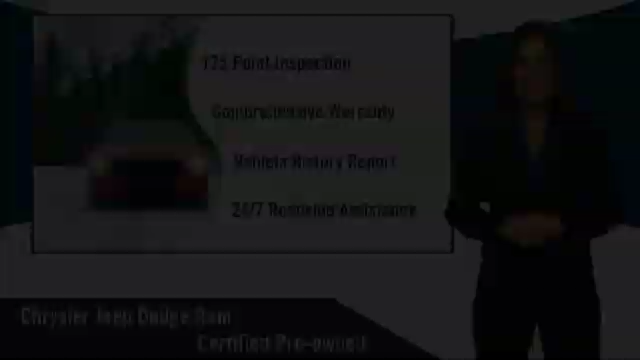 125 Point Inspection
Comprehensive Warranty
Vehicle History Report
24/7 Roadside Assistance
Chrysler Jeep Dodge Ram
Certified Pre-owned